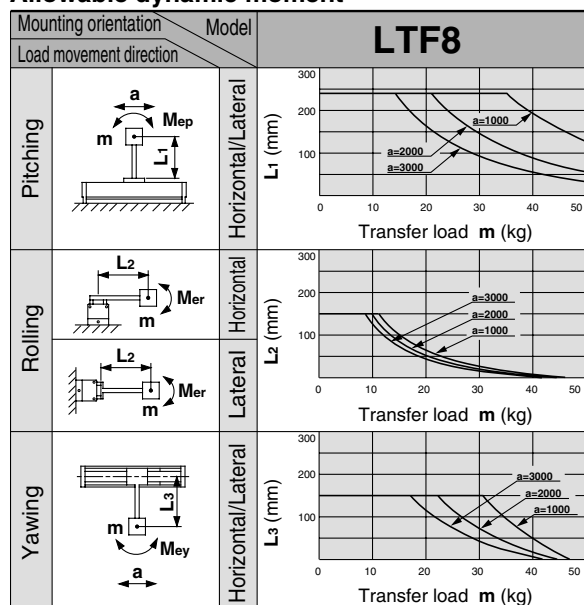 Allowable dynamic moment
Mounting orientation
Model
Load movement direction
LTF8
Pitching
a
Mep
m
L1
Horizontal/Lateral
L1 (mm)
300
200
100
a=1000
a=2000
a=3000
0 10 20 30 40 50
Transfer load m (kg)
Rolling
L2
Mer
m
Horizontal
L2
Mer
m
Lateral
L2 (mm)
300
200
100
a=3000
a=2000
a=1000
0 10 20 30 40 50
Transfer load m (kg)
Yawing
L3
m
Mey
a
Horizontal/Lateral
L3 (mm)
300
200
100
a=3000
a=2000
a=1000
0 10 20 30 40 50
Transfer load m (kg)